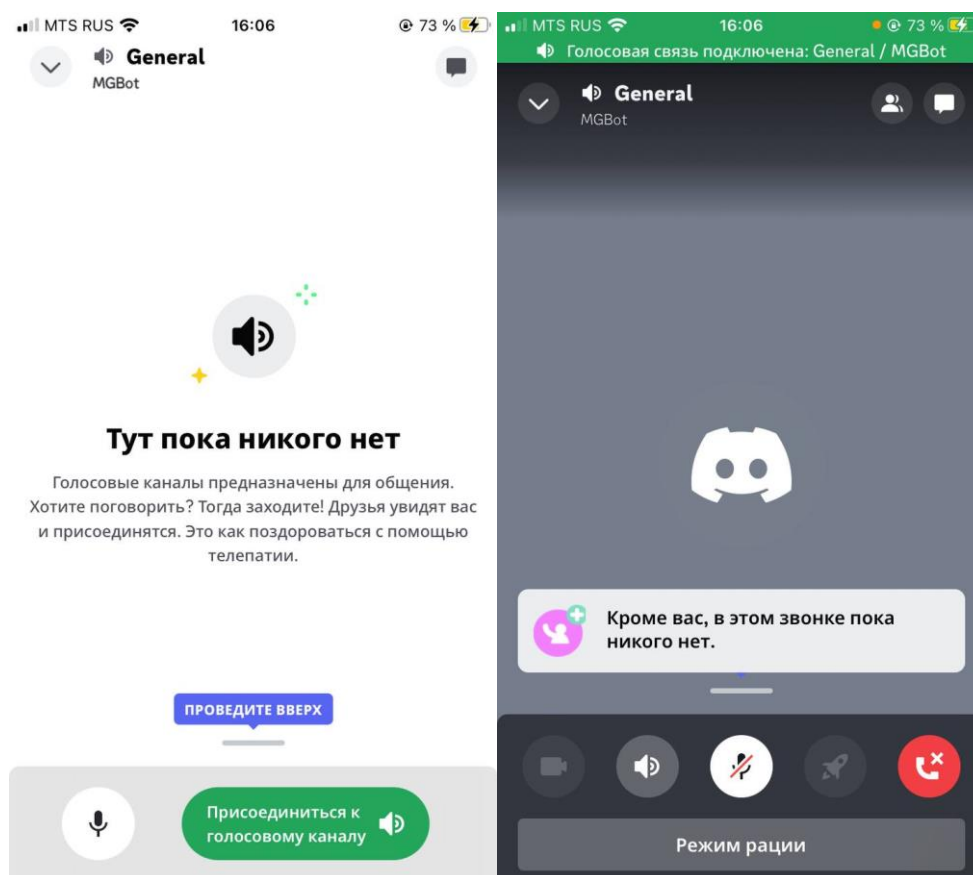 MTS RUS 16:06 73 %
General
MGBot
Тут пока никого нет
Голосовые каналы предназначены для общения.
Хотите поговорить? Тогда заходите! Друзья увидят вас
и присоединятся. Это как поздороваться с помощью
телепатии.
ПРОВЕДИТЕ ВВЕРХ
Присоединиться к
голосовому каналу
MTS RUS 16:06 73 %
Голосовая связь подключена: General / MGBot
General
MGBot
Кроме вас, в этом звонке пока
никого нет.
Режим рации